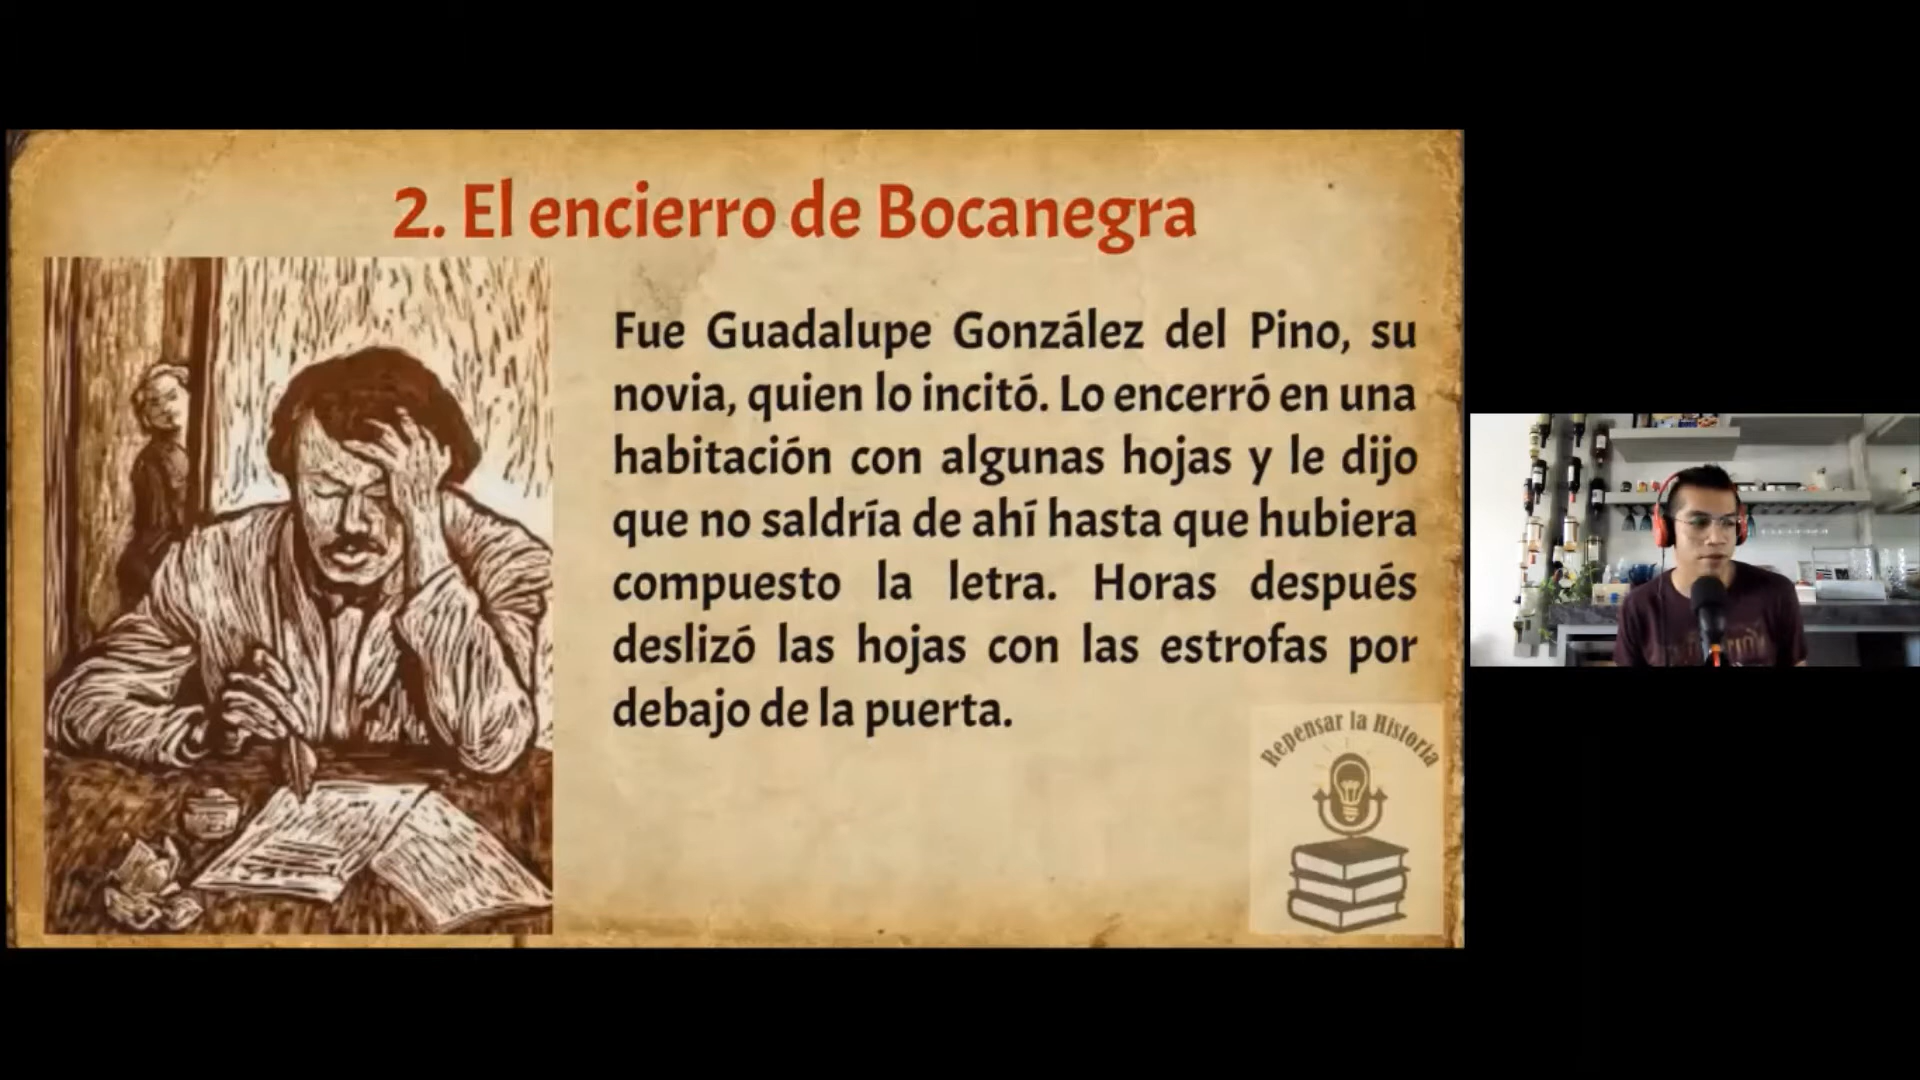 2. El encierro de Bocanegra
Fue Guadalupe González del Pino, su
novia, quien lo incitó. Lo encerró en una
habitación con algunas hojas y le dijo
que no saldría de ahí hasta que hubiera
compuesto la letra. Horas después
deslizó las hojas con las estrofas por
debajo de la puerta.
Repensar la Historia